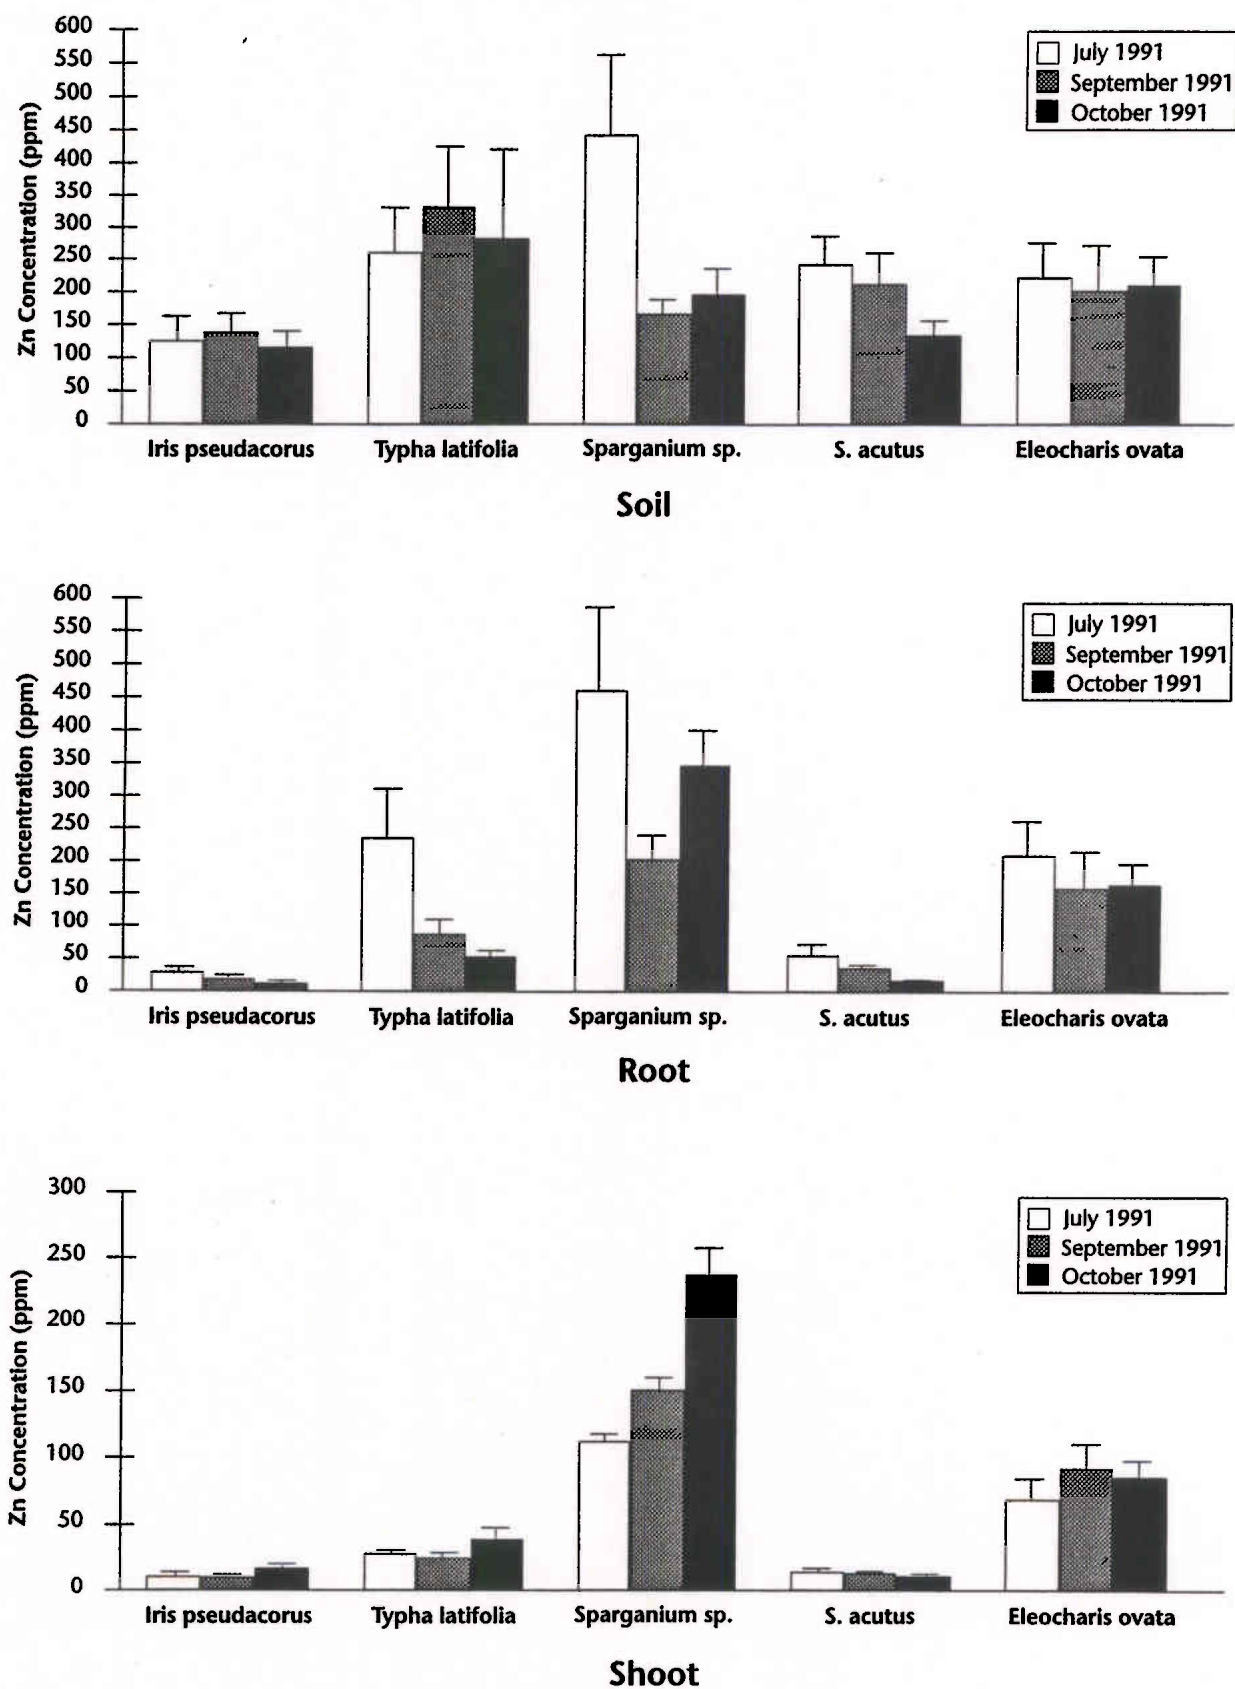 600
550
500
450
400
350
300
250
200
150
100
50
0
Zn Concentration (ppm)
July 1991
September 1991
October 1991
Iris pseudacorus Typha latifolia Sparganium sp. S. acutus Eleocharis ovata
Soil
600
550
500
450
400
350
300
250
200
150
100
50
0
Zn Concentration (ppm)
July 1991
September 1991
October 1991
Iris pseudacorus Typha latifolia Sparganium sp. S. acutus Eleocharis ovata
Root
300
250
200
150
100
50
0
Zn Concentration (ppm)
July 1991
September 1991
October 1991
Iris pseudacorus Typha latifolia Sparganium sp. S. acutus Eleocharis ovata
Shoot